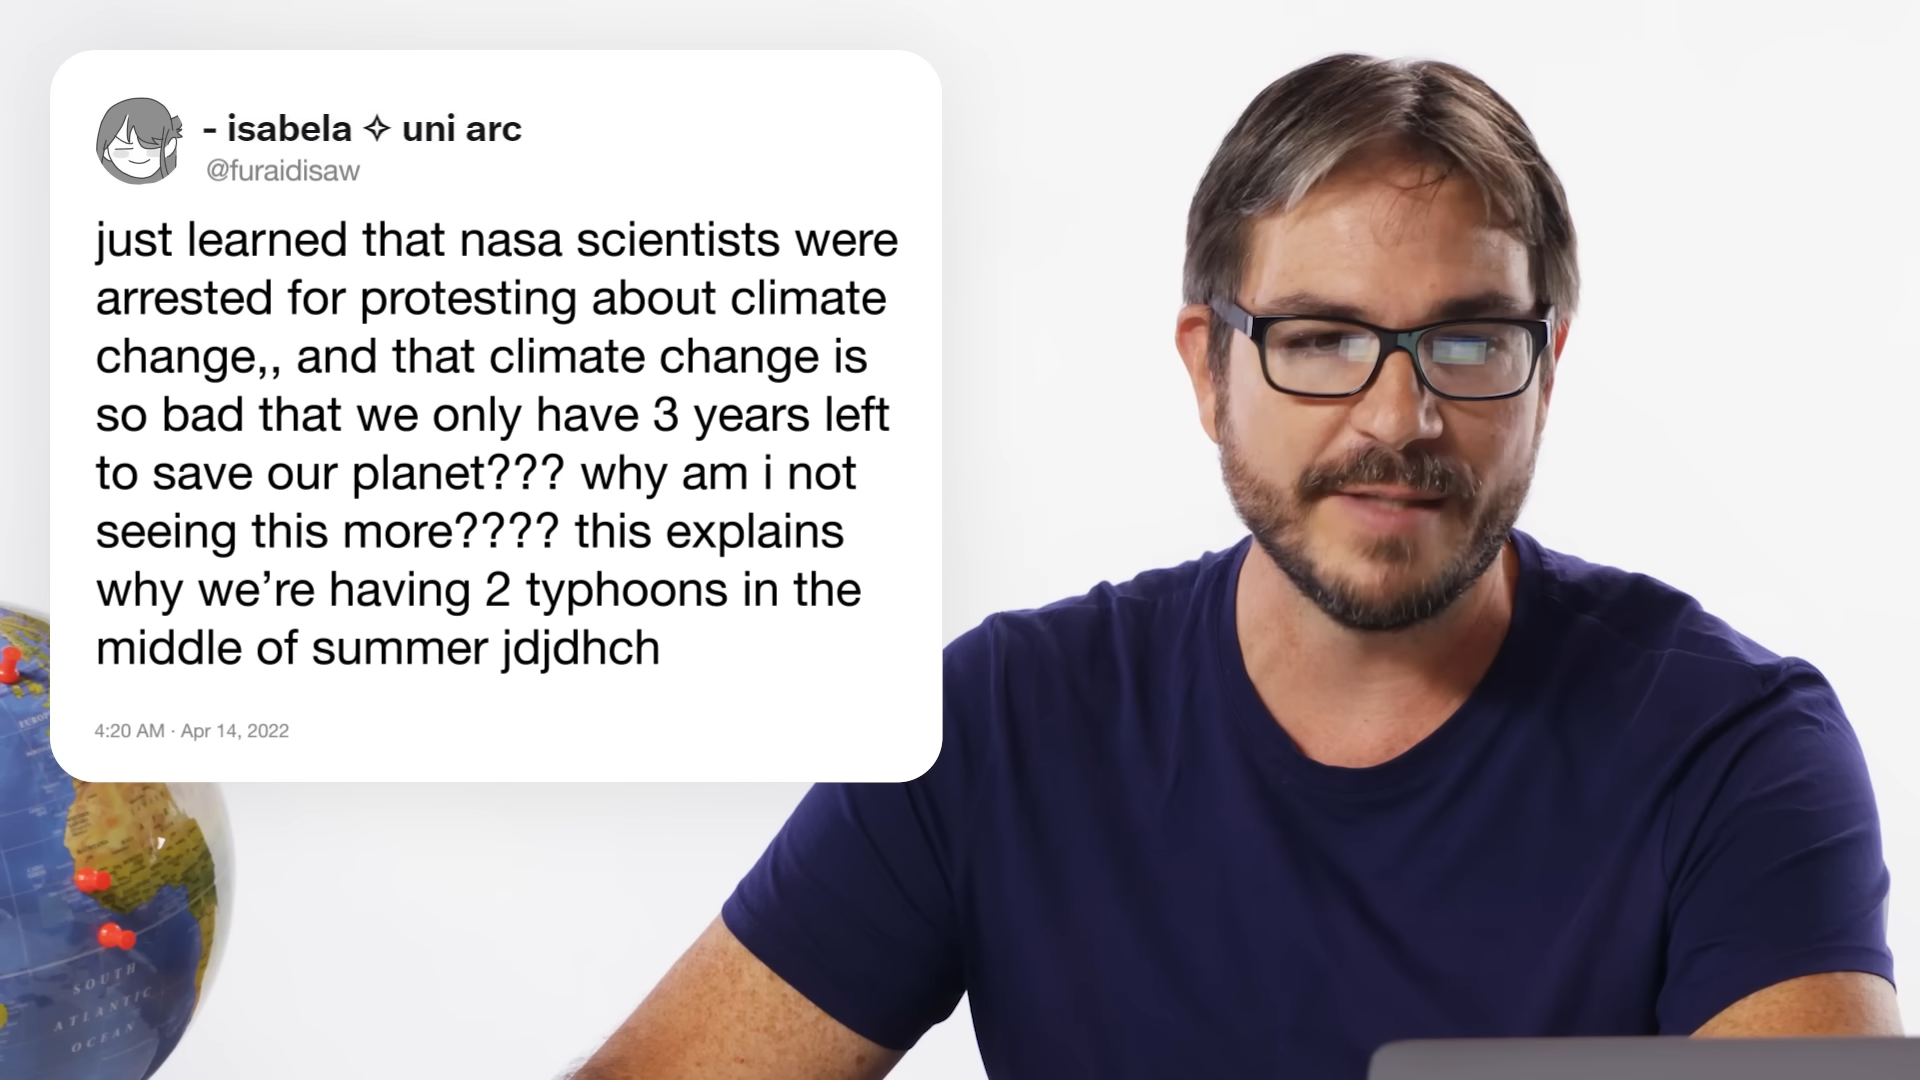 - isabela ✧ uni arc
@furaidisaw
just learned that nasa scientists were
arrested for protesting about climate
change,, and that climate change is
so bad that we only have 3 years left
to save our planet??? why am i not
seeing this more???? this explains
why we’re having 2 typhoons in the
middle of summer jdjdhch
4:20 AM · Apr 14, 2022
SOUTH
ATLANTIC
OCEAN